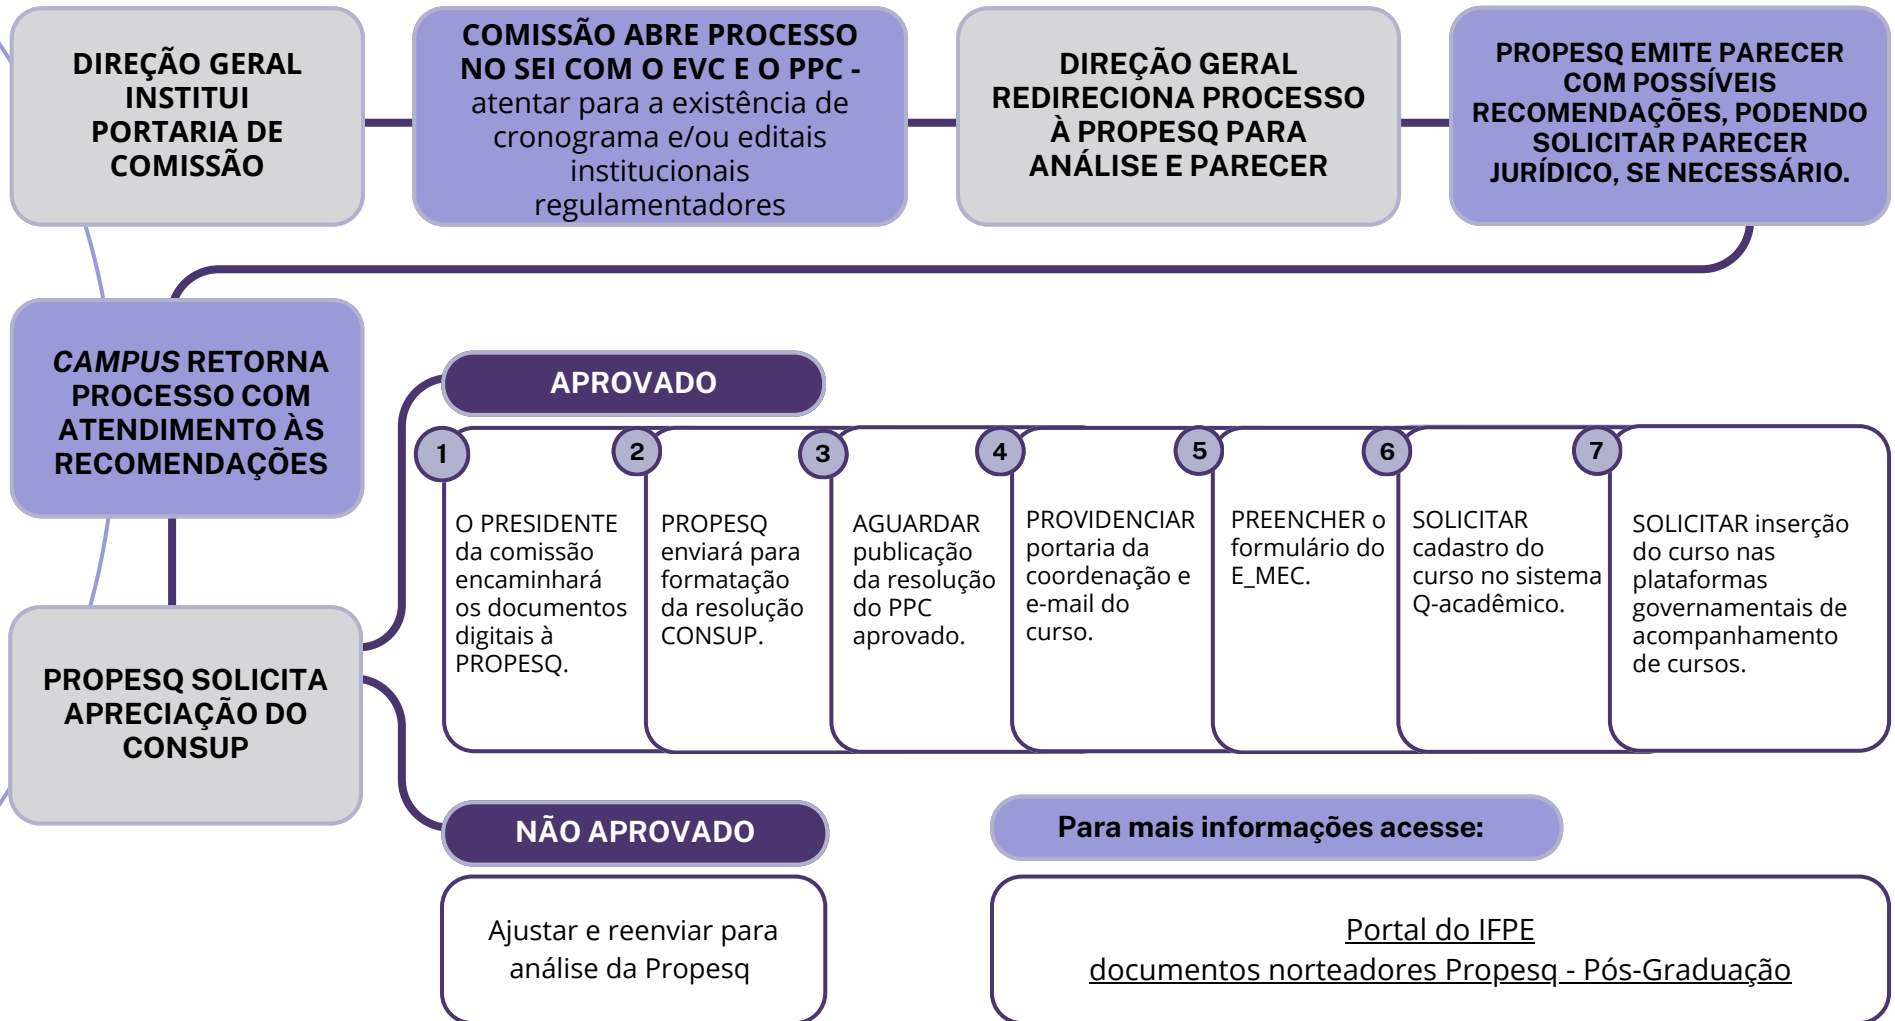 DIREÇÃO GERAL
INSTITUI
PORTARIA DE
COMISSÃO
COMISSÃO ABRE PROCESSO
NO SEI COM O EVC E O PPC -
atentar para a existência de
cronograma e/ou editais
institucionais
regulamentadores
DIREÇÃO GERAL
REDIRECIONA PROCESSO
À PROPESQ PARA
ANÁLISE E PARECER
PROPESQ EMITE PARECER
COM POSSÍVEIS
RECOMENDAÇÕES, PODENDO
SOLICITAR PARECER
JURÍDICO, SE NECESSÁRIO.
CAMPUS RETORNA
PROCESSO COM
ATENDIMENTO ÀS
RECOMENDAÇÕES
PROPESQ SOLICITA
APRECIAÇÃO DO
CONSUP
APROVADO
1
O PRESIDENTE
da comissão
encaminhará
os documentos
digitais à
PROPESQ.
2
PROPESQ
enviará para
formatação
da resolução
CONSUP.
3
AGUARDAR
publicação
da resolução
do PPC
aprovado.
4
PROVIDENCIAR
portaria da
coordenação e
e-mail do
curso.
5
PREENCHER o
formulário do
E_MEC.
6
SOLICITAR
cadastro do
curso no sistema
Q-acadêmico.
7
SOLICITAR inserção
do curso nas
plataformas
governamentais de
acompanhamento
de cursos.
NÃO APROVADO
Ajustar e reenviar para
análise da Propesq
Para mais informações acesse:
Portal do IFPE
documentos norteadores Propesq - Pós-Graduação